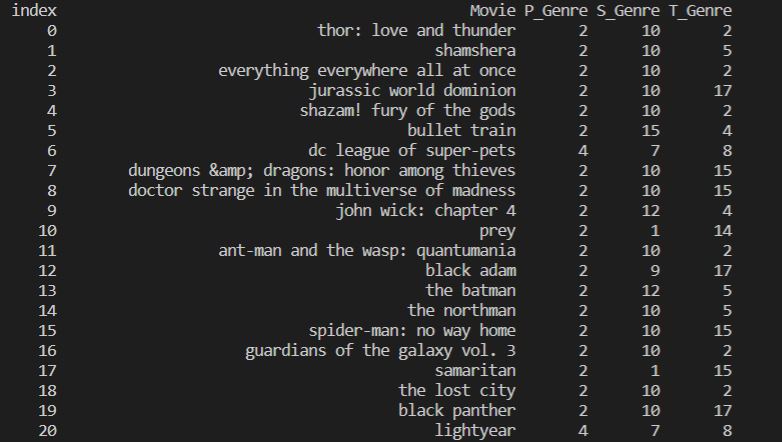 index Movie P_Genre S_Genre T_Genre
0 thor: love and thunder 2 10 2
1 shamshera 2 10 5
2 everything everywhere all at once 2 10 2
3 jurassic world dominion 2 10 17
4 shazam! fury of the gods 2 10 2
5 bullet train 2 15 4
6 dc league of super-pets 4 7 8
7 dungeons &amp; dragons: honor among thieves 2 10 15
8 doctor strange in the multiverse of madness 2 10 15
9 john wick: chapter 4 2 12 4
10 prey 2 1 14
11 ant-man and the wasp: quantumania 2 10 2
12 black adam 2 9 17
13 the batman 2 12 5
14 the northman 2 10 5
15 spider-man: no way home 2 10 15
16 guardians of the galaxy vol. 3 2 10 2
17 samaritan 2 1 15
18 the lost city 2 10 2
19 black panther 2 10 17
20 lightyear 4 7 8